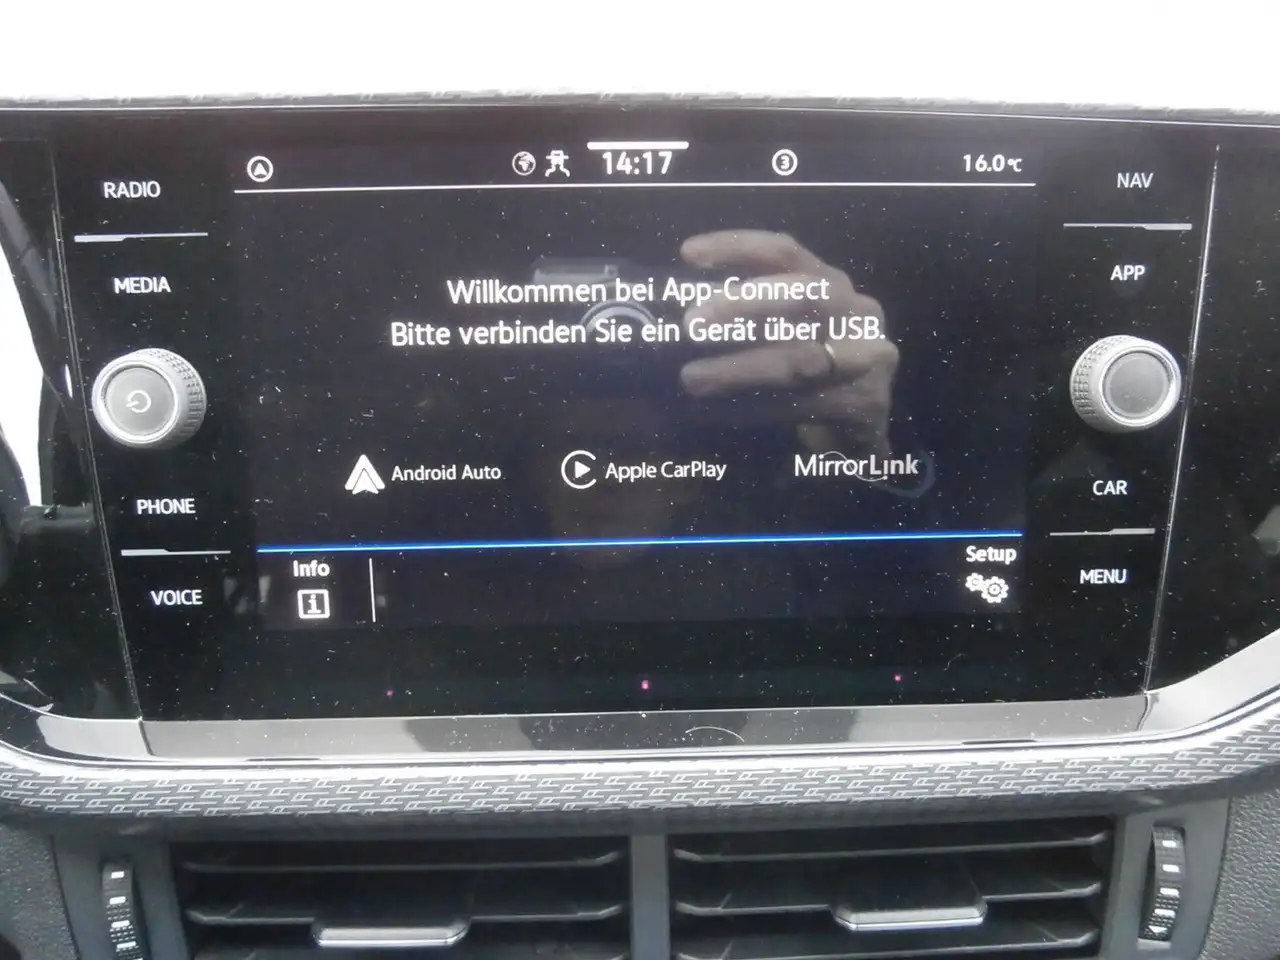 RADIO
MEDIA
PHONE
VOICE
14:17
3
16.0°C
Willkommen bei App-Connect
Bitte verbinden Sie ein Gerät über USB.
Android Auto
Apple CarPlay
MirrorLink
Info
i
Setup
NAV
APP
CAR
MENU